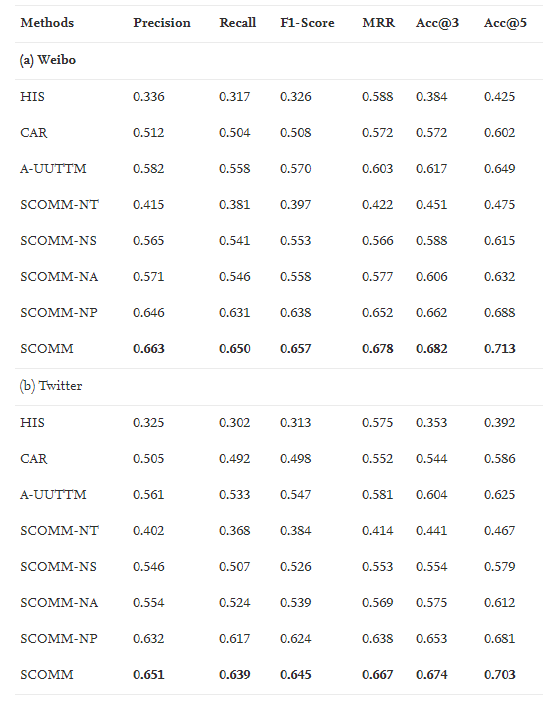 Methods Precision Recall F1-Score MRR Acc@3 Acc@5
(a) Weibo
HIS 0.336 0.317 0.326 0.588 0.384 0.425
CAR 0.512 0.504 0.508 0.572 0.572 0.602
A-UUTTM 0.582 0.558 0.570 0.603 0.617 0.649
SCOMM-NT 0.415 0.381 0.397 0.422 0.451 0.475
SCOMM-NS 0.565 0.541 0.553 0.566 0.588 0.615
SCOMM-NA 0.571 0.546 0.558 0.577 0.606 0.632
SCOMM-NP 0.646 0.631 0.638 0.652 0.662 0.688
SCOMM 0.663 0.650 0.657 0.678 0.682 0.713
(b) Twitter
HIS 0.325 0.302 0.313 0.575 0.353 0.392
CAR 0.505 0.492 0.498 0.552 0.544 0.586
A-UUTTM 0.561 0.533 0.547 0.581 0.604 0.625
SCOMM-NT 0.402 0.368 0.384 0.414 0.441 0.467
SCOMM-NS 0.546 0.507 0.526 0.553 0.554 0.579
SCOMM-NA 0.554 0.524 0.539 0.569 0.575 0.612
SCOMM-NP 0.632 0.617 0.624 0.638 0.653 0.681
SCOMM 0.651 0.639 0.645 0.667 0.674 0.703